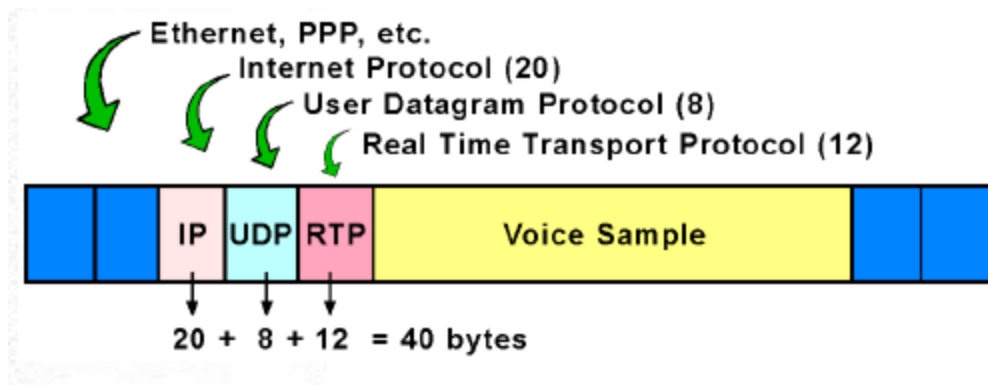 Ethernet, PPP, etc.
Internet Protocol (20)
User Datagram Protocol (8)
Real Time Transport Protocol (12)
IP UDP RTP Voice Sample
20 + 8 + 12 = 40 bytes